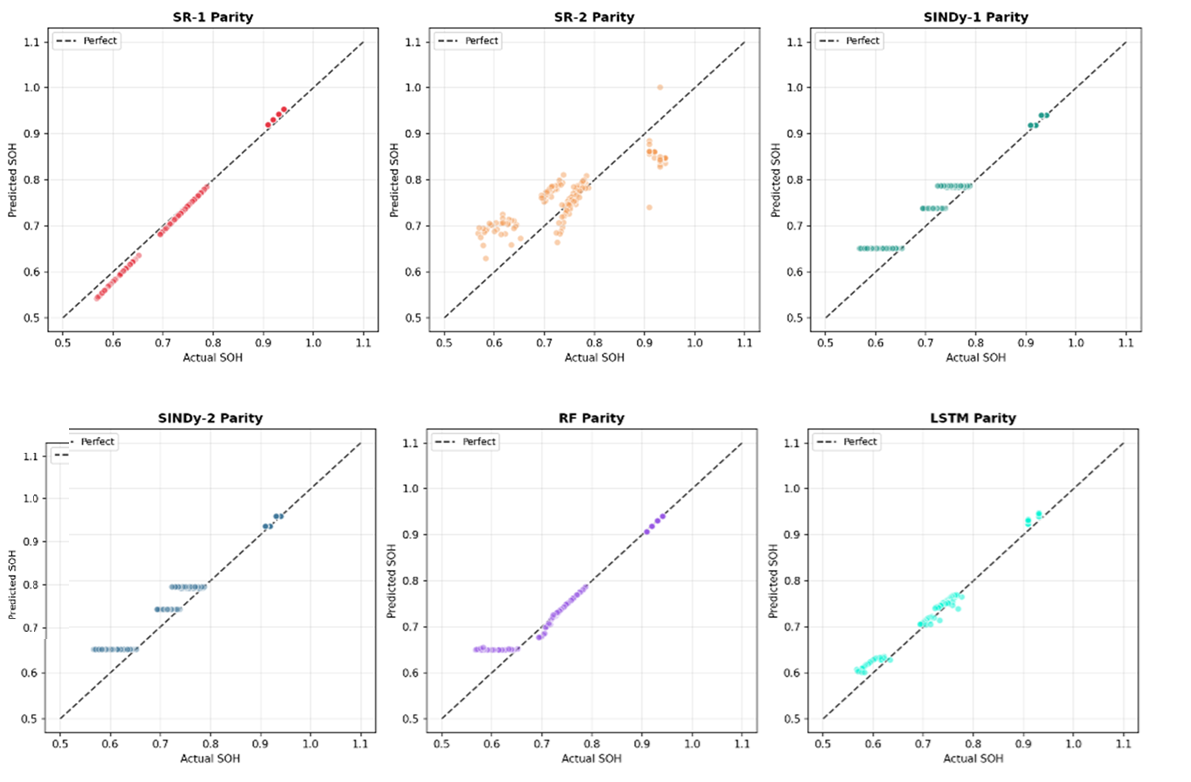 SR-1 Parity
SR-2 Parity
SINDy-1 Parity
Perfect
Perfect
Perfect
Predicted SOH
1.1
1.0
0.9
0.8
0.7
0.6
0.5
Predicted SOH
1.1
1.0
0.9
0.8
0.7
0.6
0.5
Predicted SOH
1.1
1.0
0.9
0.8
0.7
0.6
0.5
0.5 0.6 0.7 0.8 0.9 1.0 1.1
0.5 0.6 0.7 0.8 0.9 1.0 1.1
0.5 0.6 0.7 0.8 0.9 1.0 1.1
Actual SOH
Actual SOH
Actual SOH
SINDy-2 Parity
RF Parity
LSTM Parity
Perfect
Perfect
Perfect
Predicted SOH
1.1
1.0
0.9
0.8
0.7
0.6
0.5
Predicted SOH
1.1
1.0
0.9
0.8
0.7
0.6
0.5
Predicted SOH
1.1
1.0
0.9
0.8
0.7
0.6
0.5
0.5 0.6 0.7 0.8 0.9 1.0 1.1
0.5 0.6 0.7 0.8 0.9 1.0 1.1
0.5 0.6 0.7 0.8 0.9 1.0 1.1
Actual SOH
Actual SOH
Actual SOH